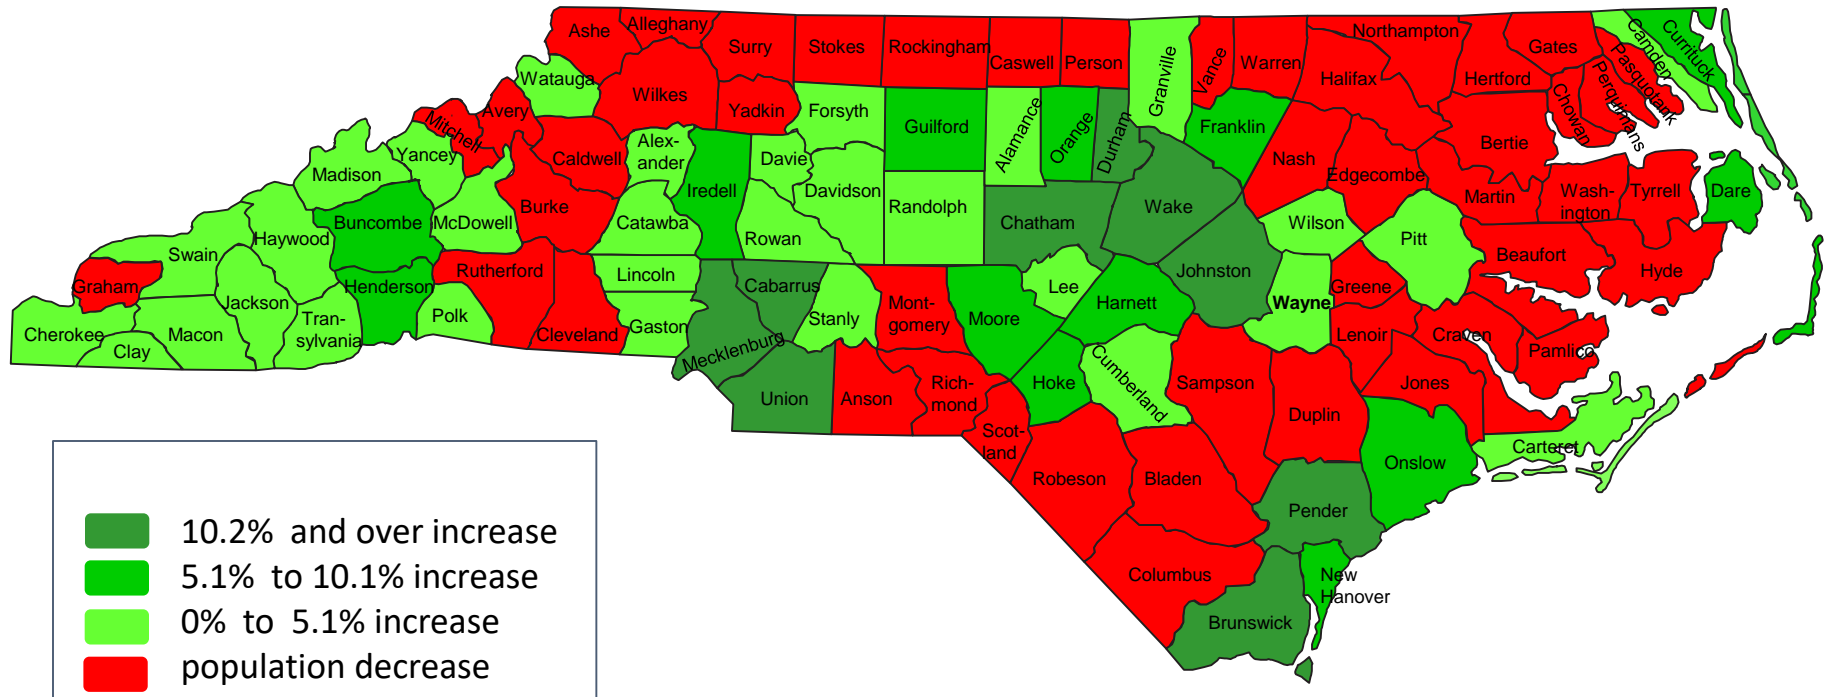 Ashe
Alleghany
Surry
Stokes
Rockingham
Caswell
Person
Granville
Vance
Warren
Northampton
Halifax
Hertford
Gates
Camden
Currituck
Pasquotank
Perquimans
Chowan
Watauga
Wilkes
Yadkin
Forsyth
Guilford
Alamance
Orange
Durham
Franklin
Nash
Edgecombe
Bertie
Mitchell
Avery
Yancey
Caldwell
Alex-
ander
Davie
Iredell
Davidson
Randolph
Chatham
Wake
Wilson
Pitt
Martin
Wash-
ington
Tyrrell
Dare
Madison
Buncombe
McDowell
Burke
Catawba
Rowan
Swain
Haywood
Graham
Henderson
Rutherford
Lincoln
Cabarrus
Mont-
gomery
Moore
Lee
Harnett
Johnston
Wayne
Greene
Beaufort
Hyde
Cherokee
Clay
Macon
Jackson
Tran-
sylvania
Polk
Cleveland
Gaston
Mecklenburg
Stanly
Union
Anson
Rich-
mond
Scot-
land
Hoke
Cumberland
Sampson
Duplin
Lenoir
Craven
Pamlico
Jones
Onslow
Carteret
Robeson
Bladen
Pender
Columbus
Brunswick
New
Hanover
10.2% and over increase
5.1% to 10.1% increase
0% to 5.1% increase
population decrease